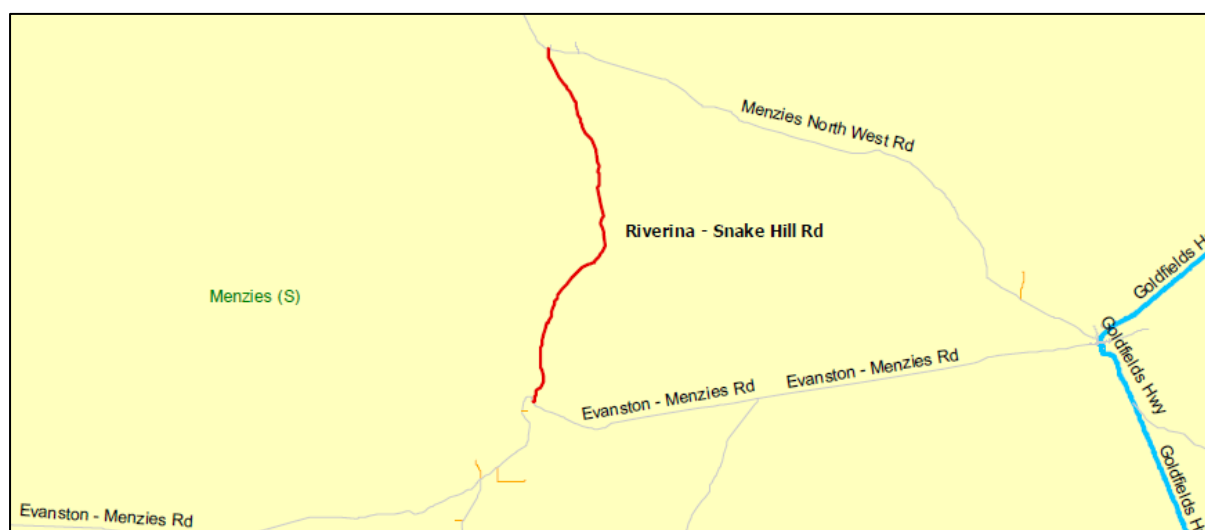 Menzies North West Rd
Riverina - Snake Hill Rd
Goldfields H
Menzies (S)
Goldfields Hwy
Evanston - Menzies Rd
Evanston - Menzies Rd
Goldfields H
Evanston - Menzies Rd